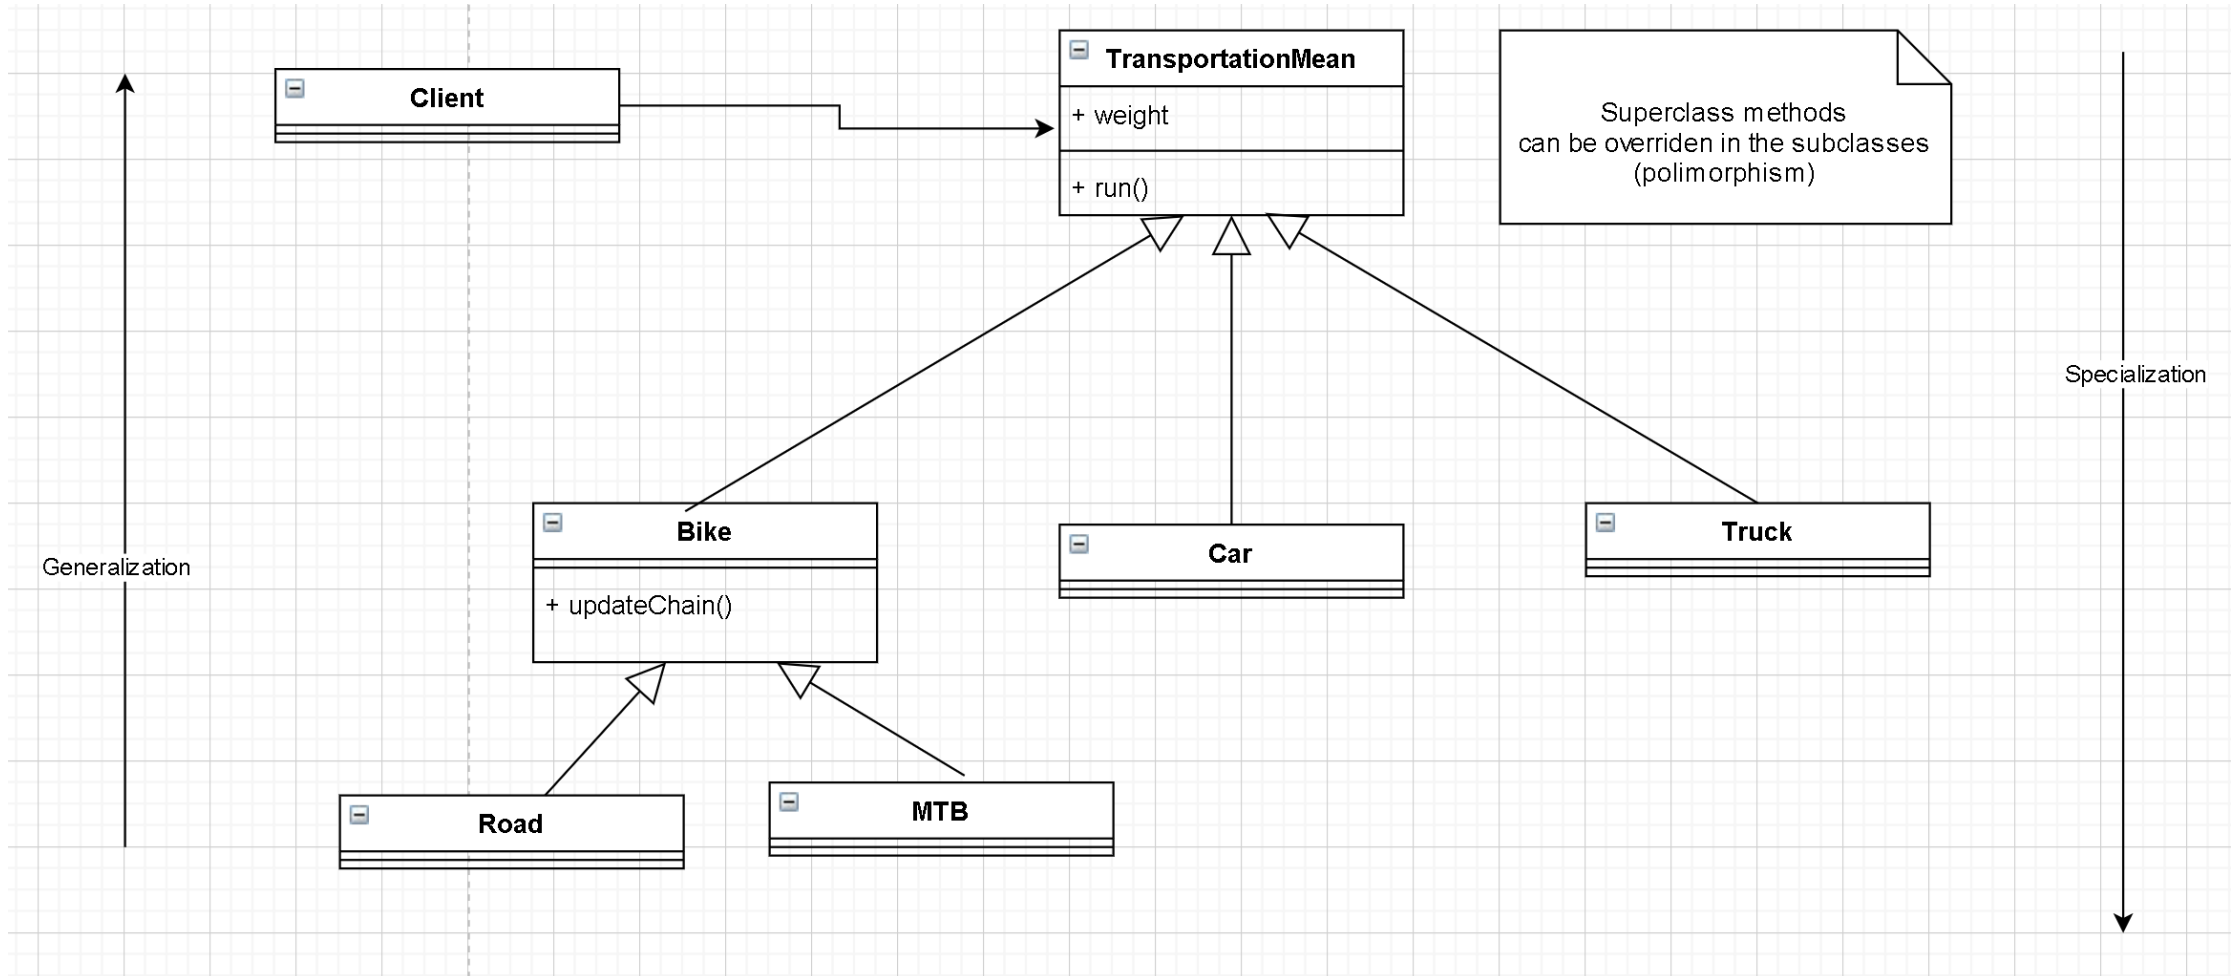 Client
TransportationMean
+ weight
+ run()
Superclass methods
can be overriden in the subclasses
(polimorphism)
Specialization
Generalization
Bike
+ updateChain()
Car
Truck
Road
MTB